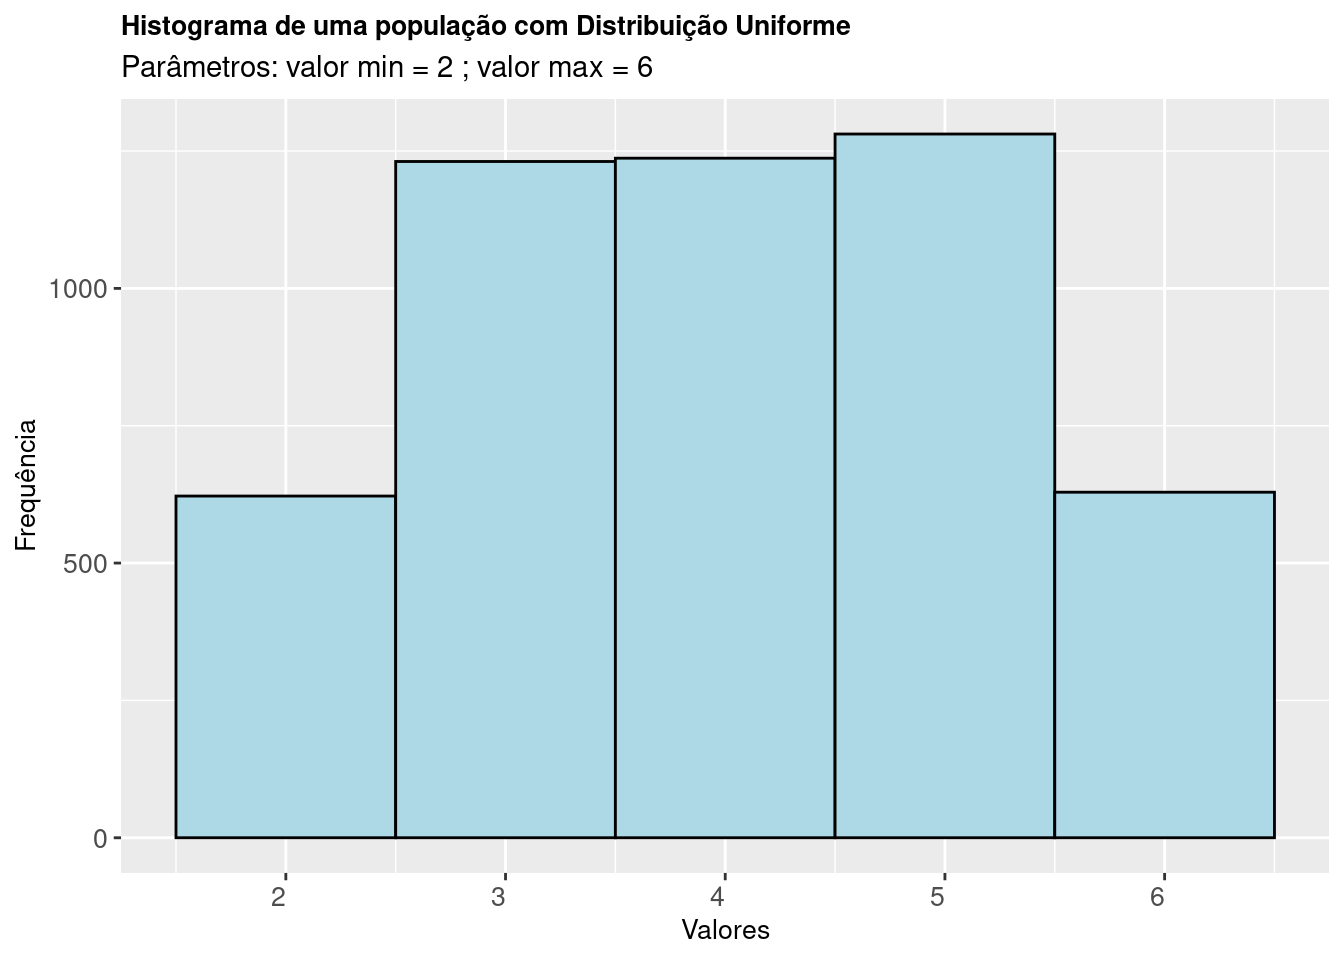 Histograma de uma população com Distribuição Uniforme
Parâmetros: valor min = 2 ; valor max = 6
Frequência
1000
500
0
2 3 4 5 6
Valores